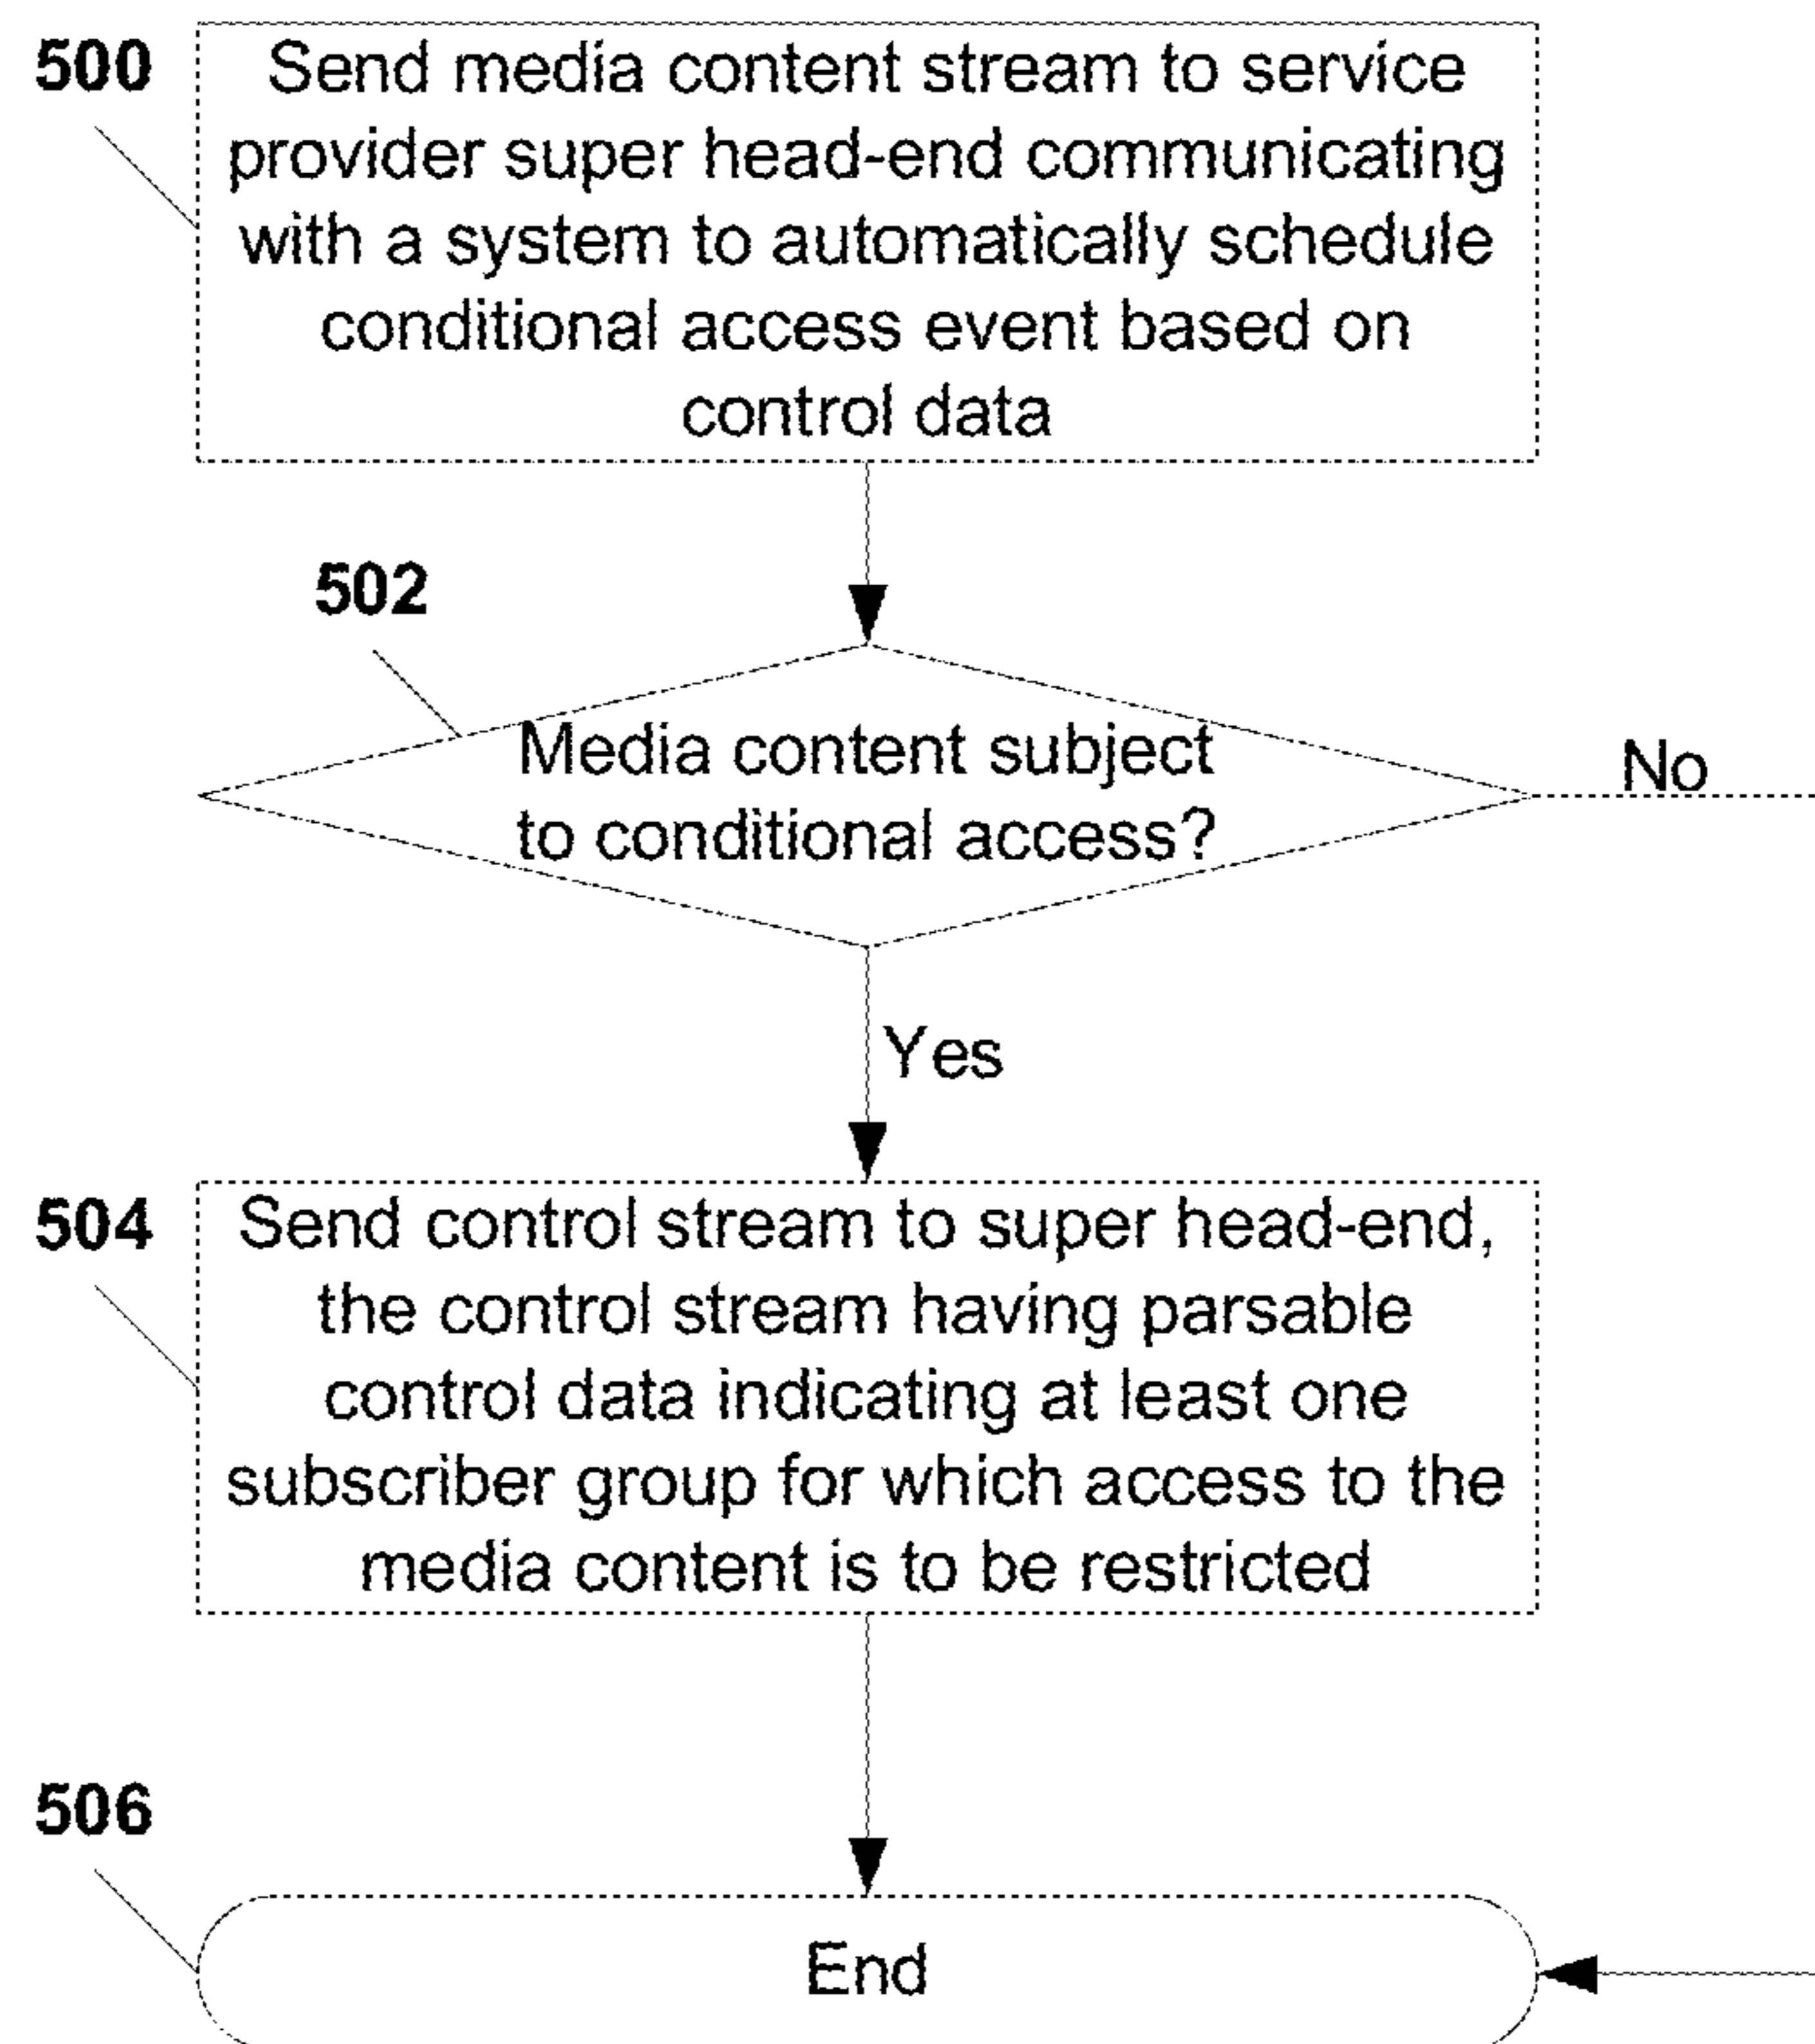 500
Send media content stream to service
provider super head-end communicating
with a system to automatically schedule
conditional access event based on
control data
502
Media content subject
to conditional access?
No
Yes
504
Send control stream to super head-end,
the control stream having parsable
control data indicating at least one
subscriber group for which access to the
media content is to be restricted
506
End